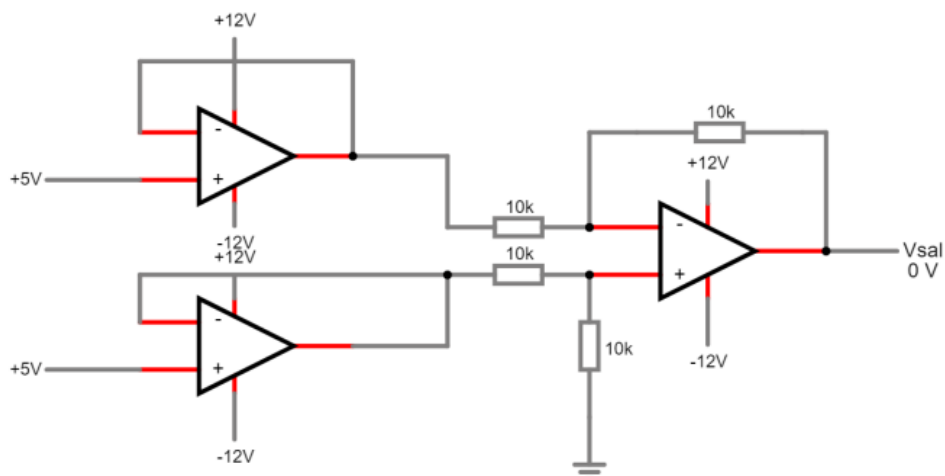 +12V
-
+5V
+
-12V
+12V
-
+5V
+
-12V
10k
10k
10k
10k
+12V
-
+
-12V
Vsal
0 V